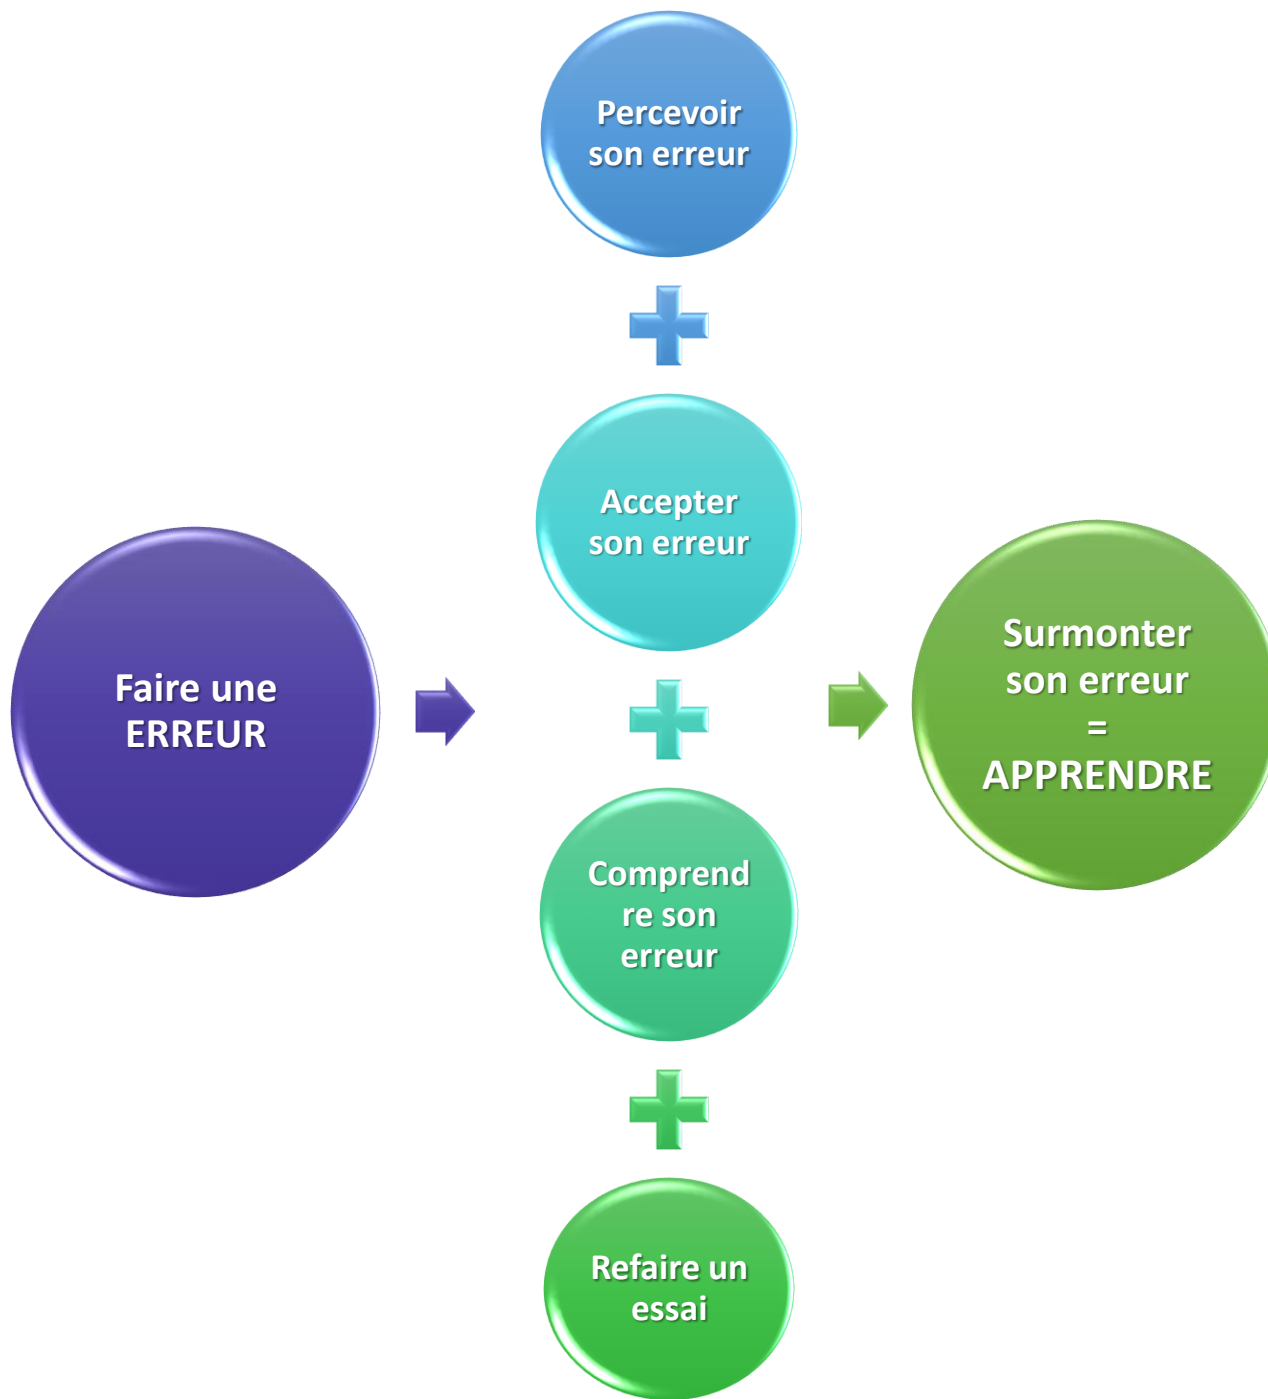 Faire une
ERREUR
Percevoir
son erreur
Accepter
son erreur
Comprend
re son
erreur
Refaire un
essai
Surmonter
son erreur
=
APPRENDRE